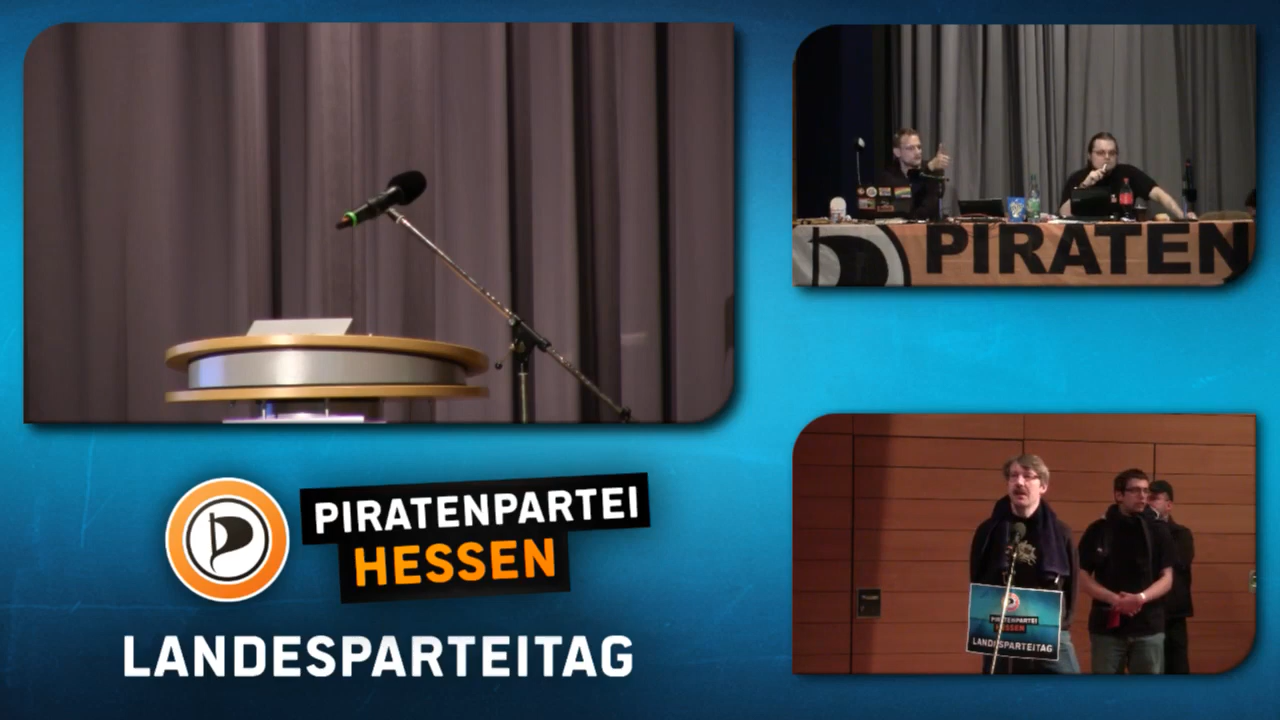 PIRATEN
PIRATENPARTEI
HESSEN
LANDESPARTEITAG
PIRATENPARTEI
HESSEN
LANDESPARTEITAG